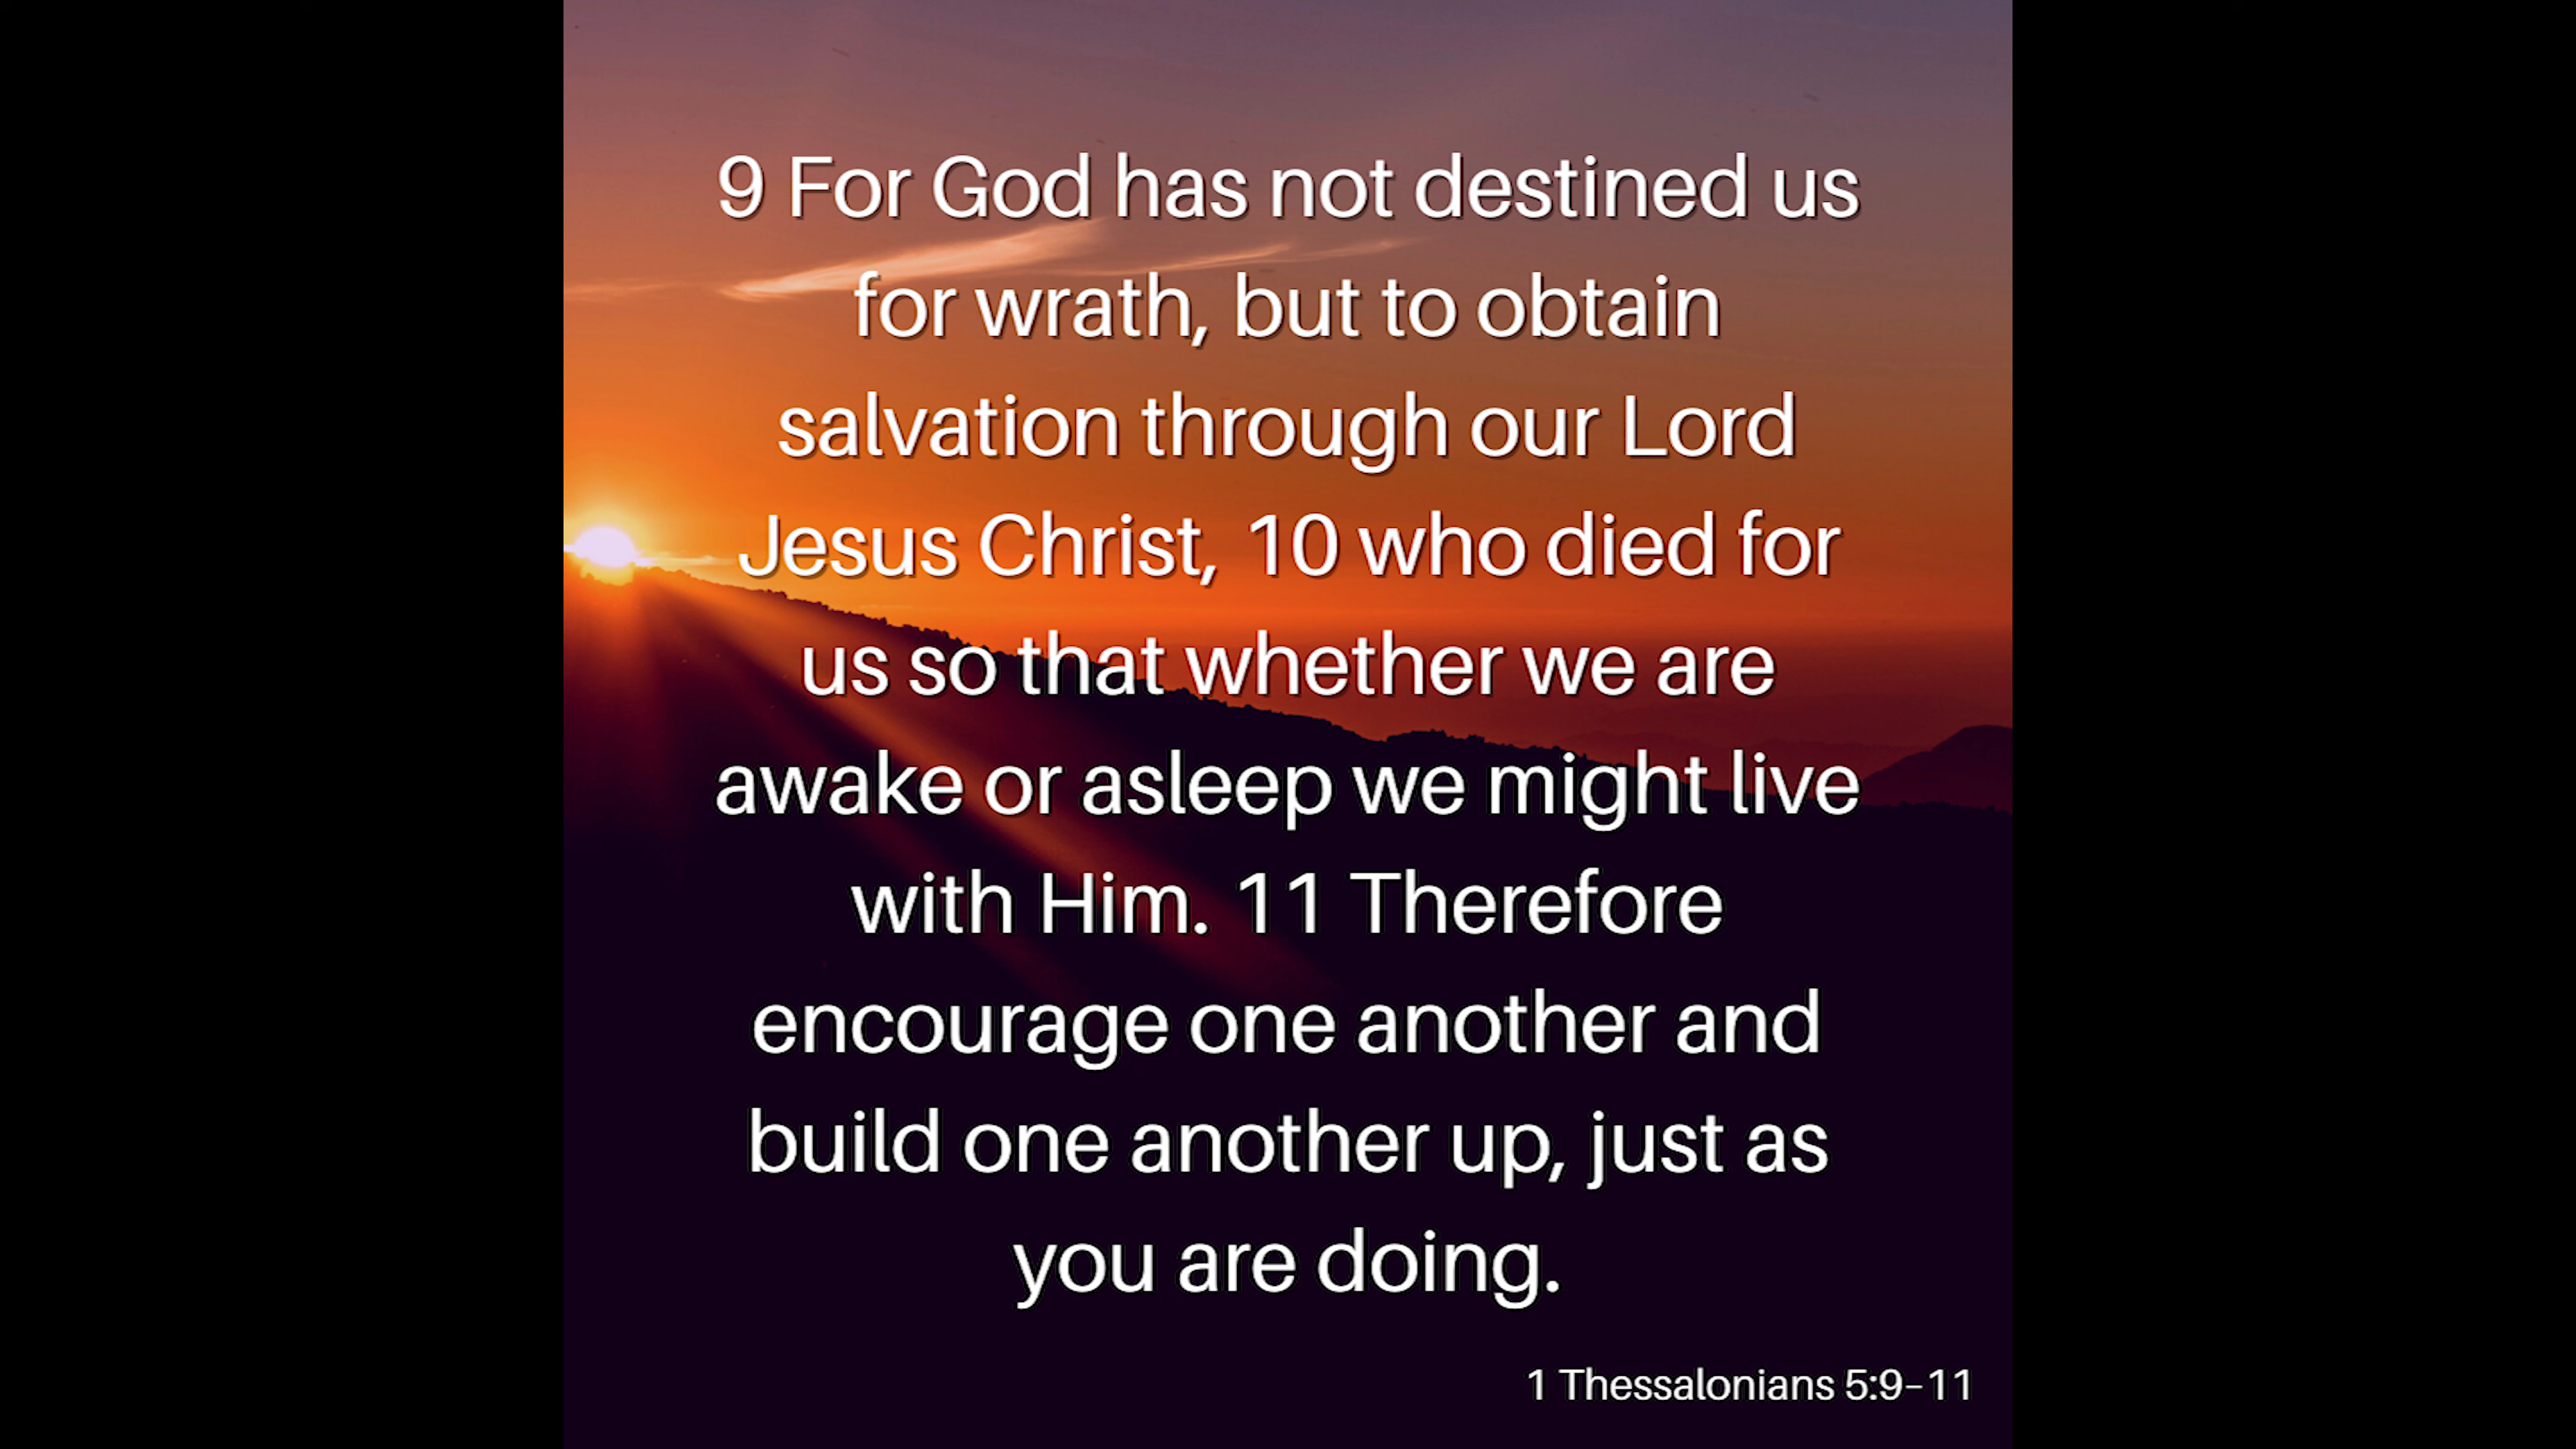 9 For God has not destined us
for wrath, but to obtain
salvation through our Lord
Jesus Christ, 10 who died for
us so that whether we are
awake or asleep we might live
with Him. 11 Therefore
encourage one another and
build one another up, just as
you are doing.
1 Thessalonians 5:9–11